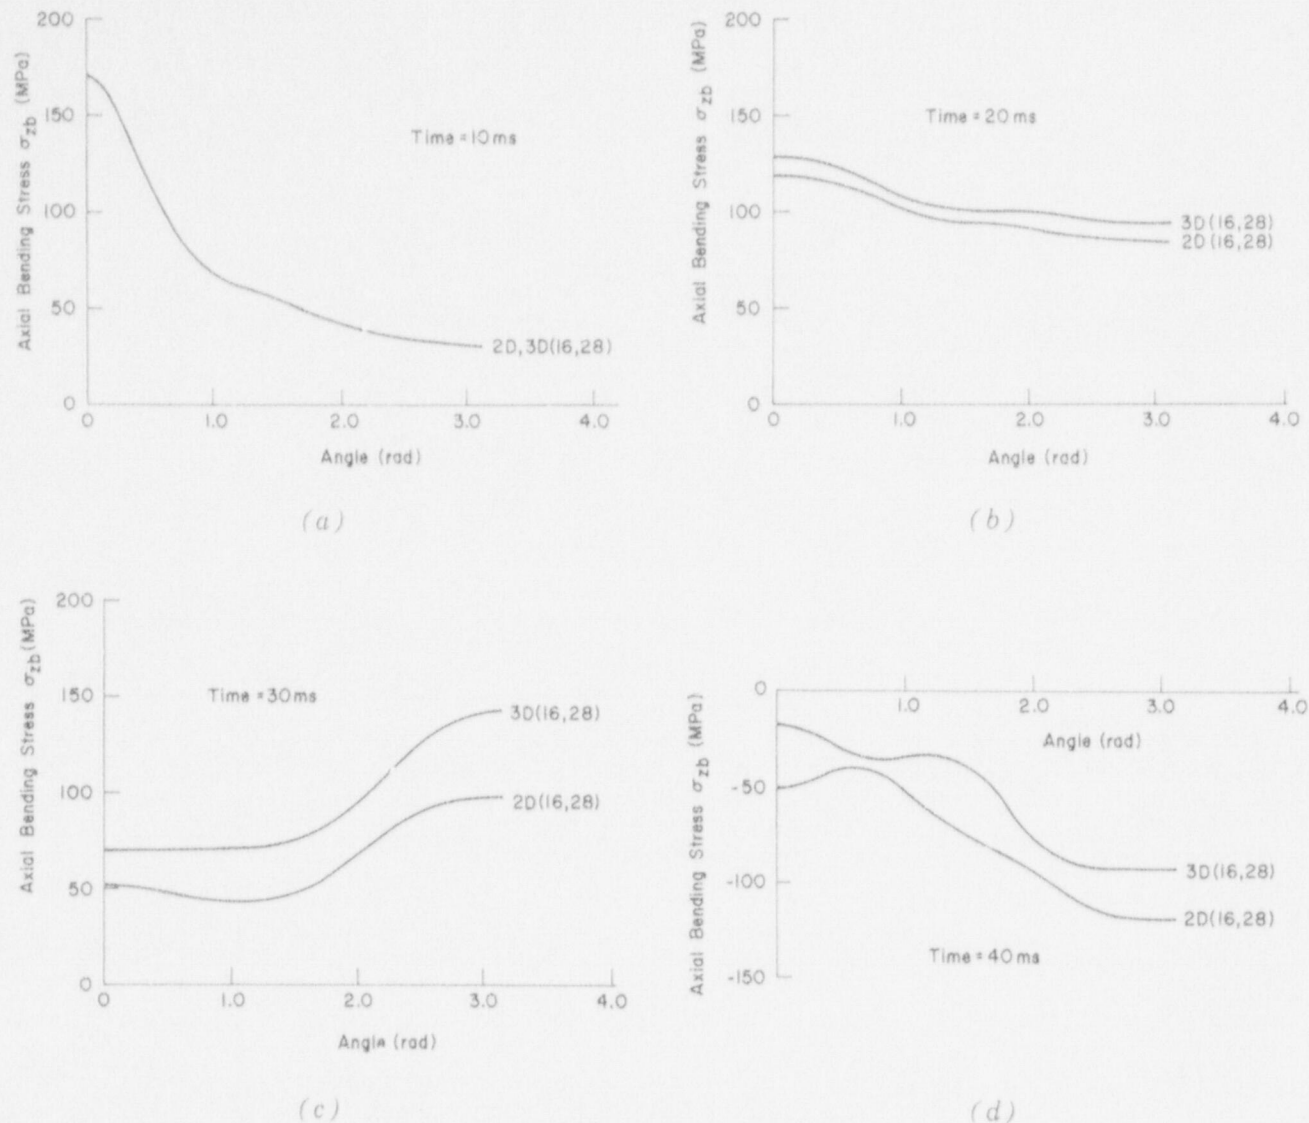 200
150
100
50
0
Axial Bending Stress σzb (MPa)
Time = 10 ms
2D, 3D(16,28)
0 1.0 2.0 3.0 4.0
Angle (rad)
(a)
200
150
100
50
0
Axial Bending Stress σzb (MPa)
Time = 20 ms
3D(16,28)
2D(16,28)
0 1.0 2.0 3.0 4.0
Angle (rad)
(b)
200
150
100
50
0
Axial Bending Stress σzb (MPa)
Time = 30 ms
3D(16,28)
2D(16,28)
0 1.0 2.0 3.0 4.0
Angle (rad)
(c)
0
-50
-100
-150
Axial Bending Stress σzb (MPa)
1.0 2.0 3.0 4.0
Angle (rad)
3D(16,28)
2D(16,28)
Time = 40 ms
(d)